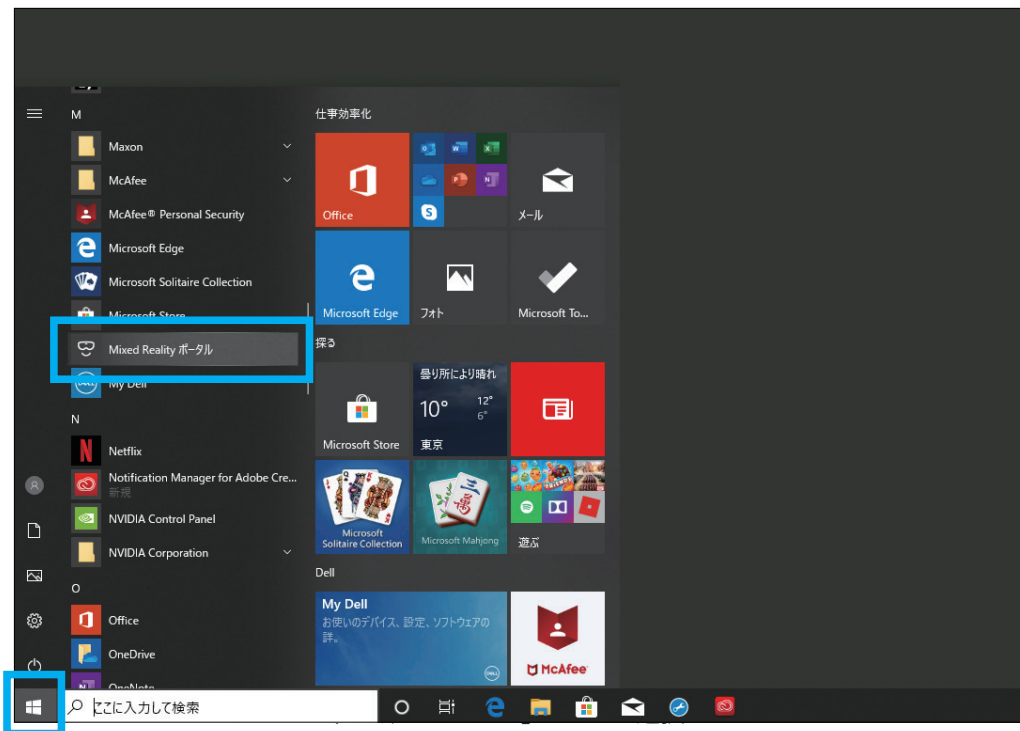 M
Maxon
McAfee
McAfee® Personal Security
Microsoft Edge
Microsoft Solitaire Collection
Microsoft Store
Mixed Reality ポータル
My Dell
N
Netflix
Notification Manager for Adobe Cre...
新規
NVIDIA Control Panel
NVIDIA Corporation
O
Office
OneDrive
OneNote
仕事効率化
Office
メール
Microsoft Edge
フォト
Microsoft To...
探る
Microsoft Store
曇り所により晴れ
10° 12°
6°
東京
Microsoft
Solitaire Collection
Microsoft Mahjong
遊ぶ
Dell
My Dell
お使いのデバイス、設定、ソフトウェアの
詳。
DELL
McAfee
ここに入力して検索